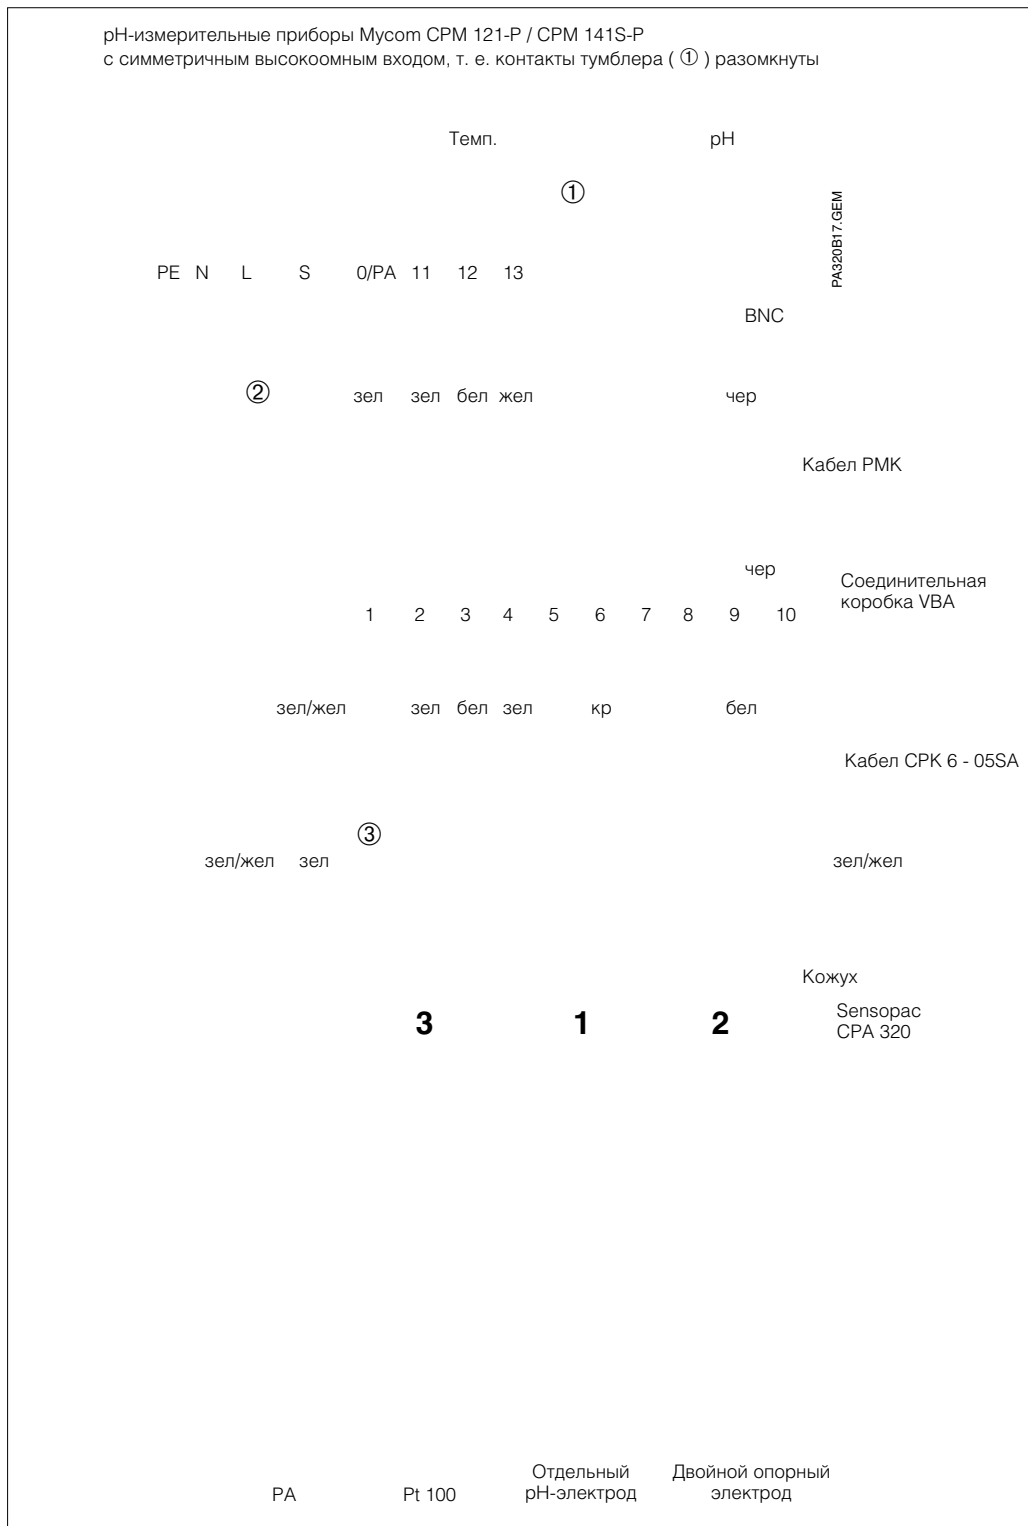 pH-измерительные приборы Mycom CPM 121-P / CPM 141S-P
с симметричным высокоомным входом, т. е. контакты тумблера ( ① ) разомкнуты
Темп. pH
①
PA320B17.GEM
PE N L S 0/PA 11 12 13
BNC
② зел зел бел жел чер
Кабел PMK
чер
Соединительная
коробка VBA
1 2 3 4 5 6 7 8 9 10
зел/жел зел бел зел кр бел
Кабел CPK 6 - 05SA
③
зел/жел зел зел/жел
Кожух
3 1 2
Sensopac
CPA 320
Отдельный
pH-электрод
Двойной опорный
электрод
PA Pt 100